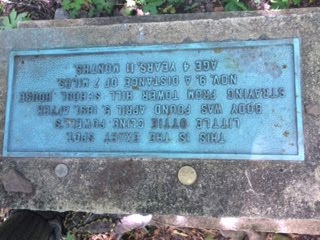 THIS IS THE EXACT SPOT
LITTLE OTTIE CLINE POWELL'S
BODY WAS FOUND APRIL 5, 1891, AFTER
STRAYING FROM TOWER HILL SCHOOL HOUSE
NOV. 9, A DISTANCE OF 7 MILES.
AGE 4 YEARS 11 MONTHS.